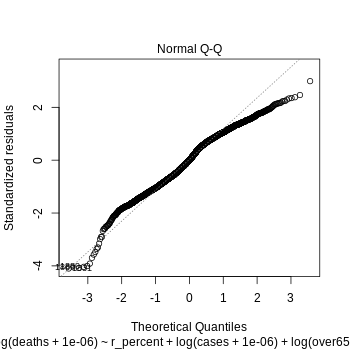 Normal Q-Q
Standardized residuals
2
0
-2
-4
-3
-2
-1
0
1
2
3
Theoretical Quantiles
g(deaths + 1e-06) ~ r_percent + log(cases + 1e-06) + log(over65